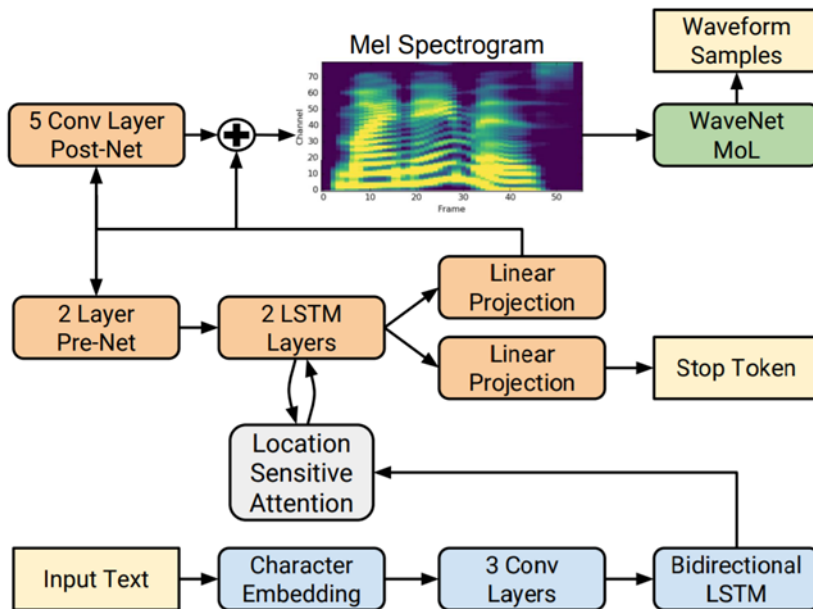 Mel Spectrogram
Waveform
Samples
5 Conv Layer
Post-Net
WaveNet
MoL
Channel
70
60
50
40
30
20
10
0
0 10 20 30 40 50
Frame
2 Layer
Pre-Net
2 LSTM
Layers
Linear
Projection
Linear
Projection
Stop Token
Location
Sensitive
Attention
Input Text
Character
Embedding
3 Conv
Layers
Bidirectional
LSTM